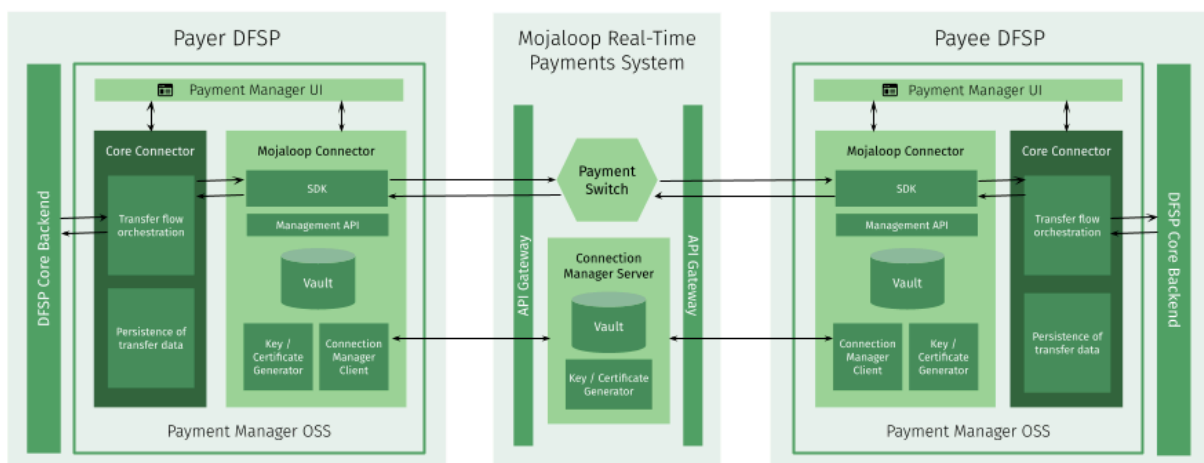 Payer DFSP
DFSP Core Backend
Payment Manager UI
Core Connector
Transfer flow
orchestration
Persistence of
transfer data
Mojaloop Connector
SDK
Management API
Vault
Key /
Certificate
Generator
Connection
Manager
Client
Payment Manager OSS
Mojaloop Real-Time
Payments System
API Gateway
Payment
Switch
Connection
Manager Server
Vault
Key / Certificate
Generator
API Gateway
Payee DFSP
Payment Manager UI
Mojaloop Connector
SDK
Management API
Vault
Connection
Manager
Client
Key /
Certificate
Generator
Core Connector
Transfer flow
orchestration
Persistence of
transfer data
Payment Manager OSS
DFSP Core Backend